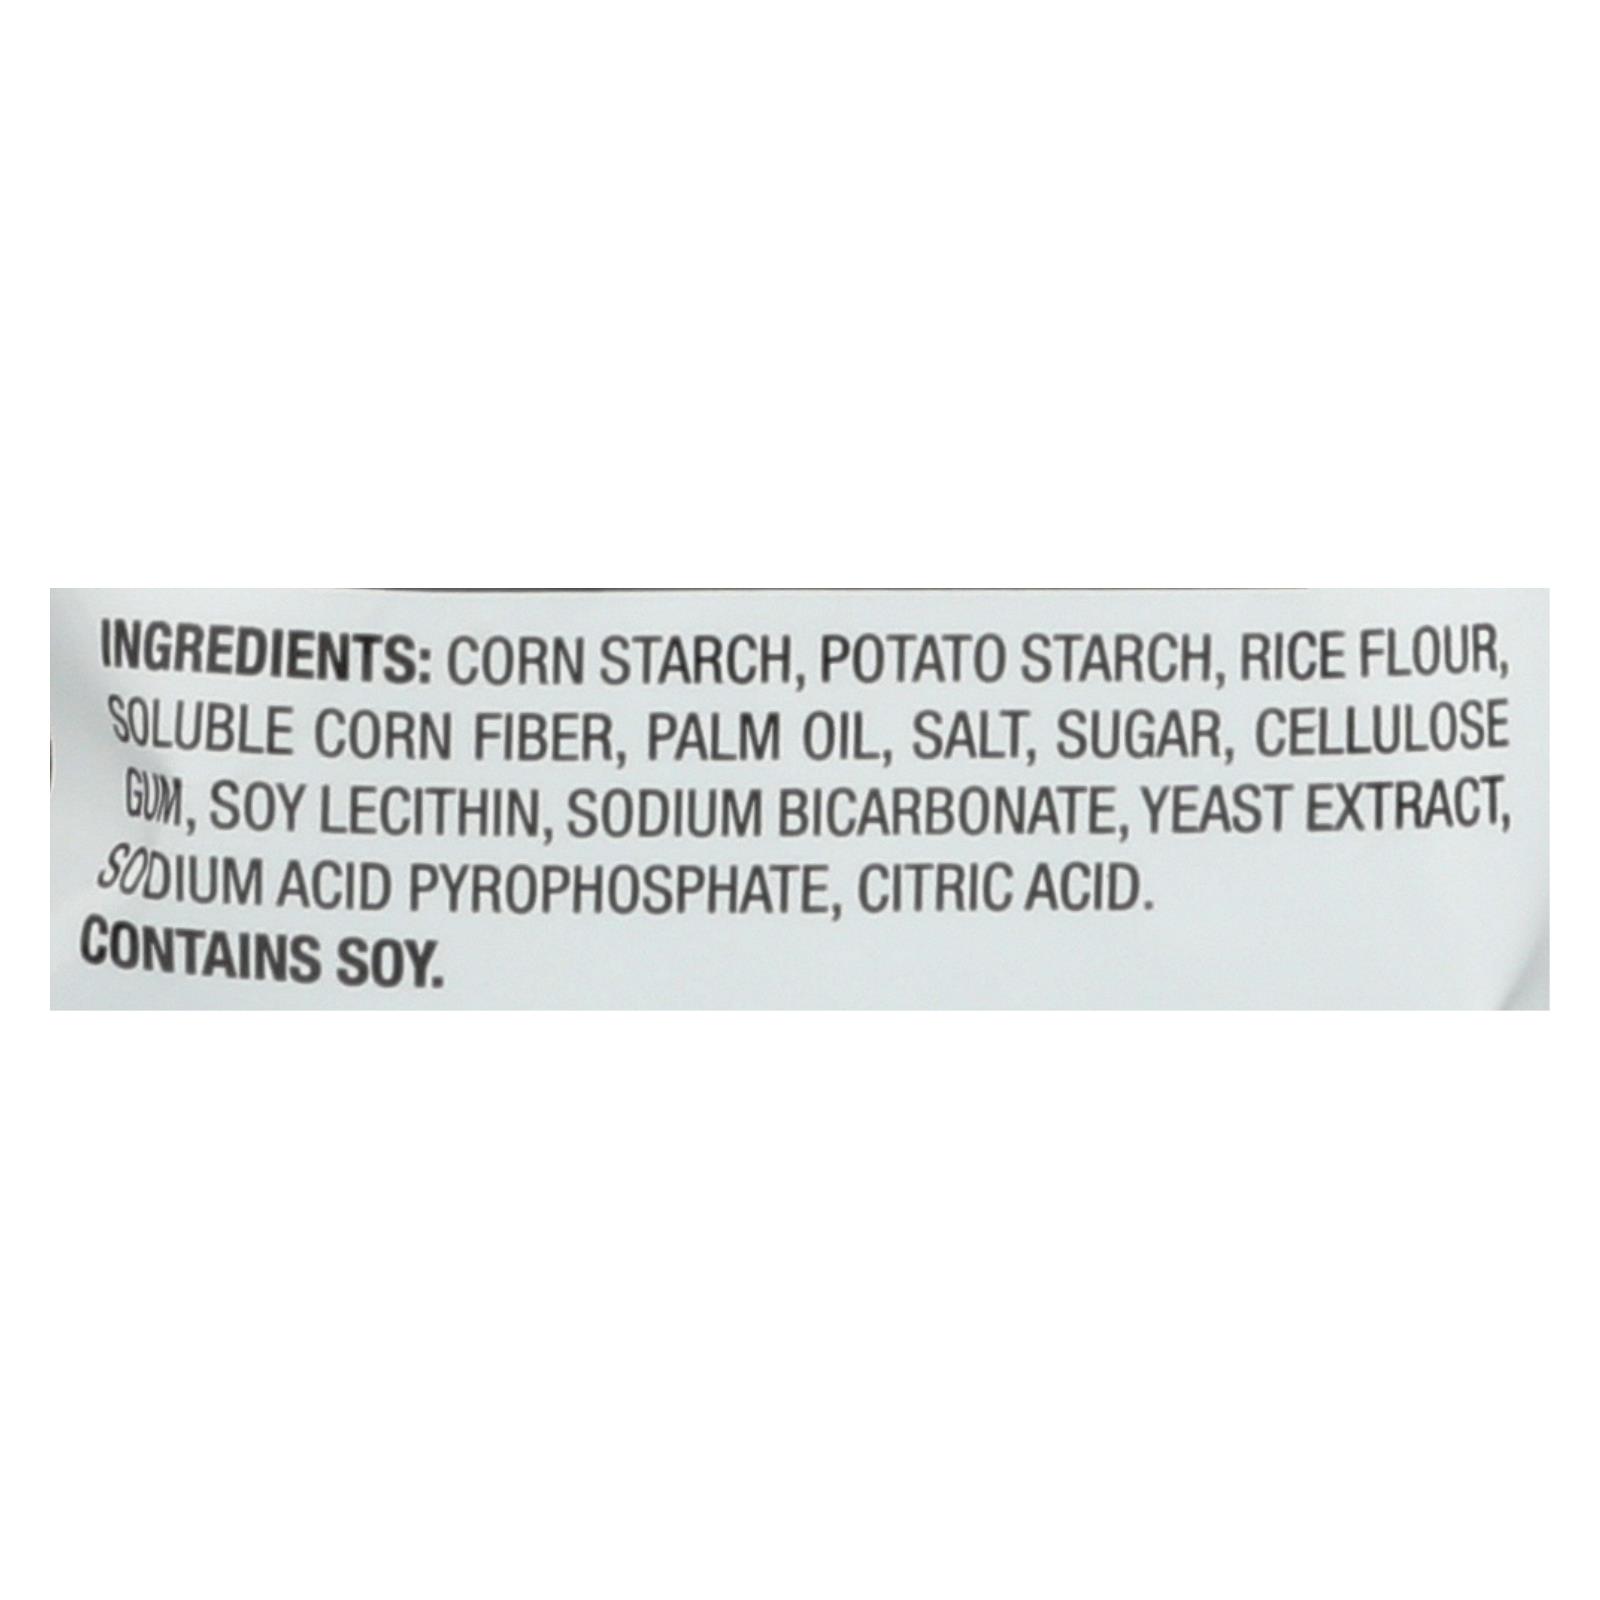 INGREDIENTS: CORN STARCH, POTATO STARCH, RICE FLOUR,
SOLUBLE CORN FIBER, PALM OIL, SALT, SUGAR, CELLULOSE
GUM, SOY LECITHIN, SODIUM BICARBONATE, YEAST EXTRACT,
SODIUM ACID PYROPHOSPHATE, CITRIC ACID.
CONTAINS SOY.